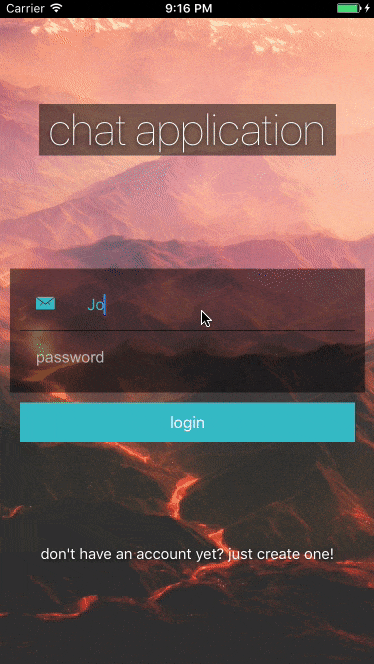 Carrier 9:16 PM
chat application
Jo
password
login
don't have an account yet? just create one!